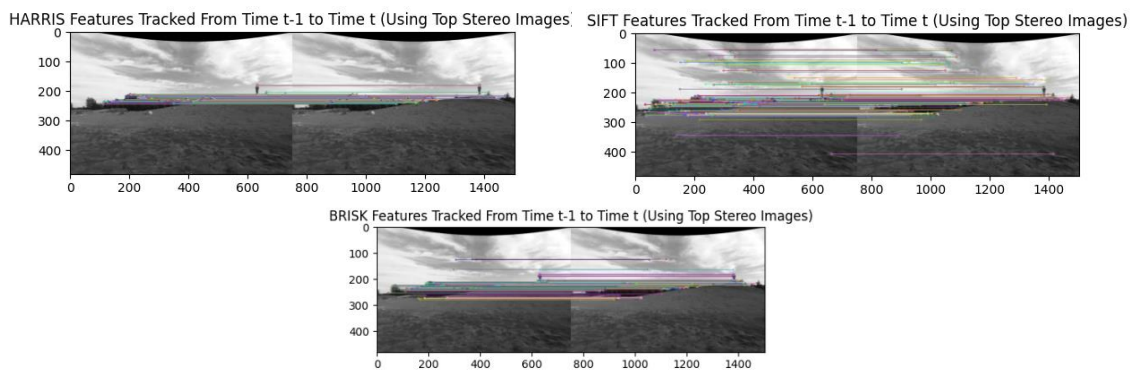 HARRIS Features Tracked From Time t-1 to Time t (Using Top Stereo Images)
0
100
200
300
400
0 200 400 600 800 1000 1200 1400
SIFT Features Tracked From Time t-1 to Time t (Using Top Stereo Images)
0
100
200
300
400
0 200 400 600 800 1000 1200 1400
BRISK Features Tracked From Time t-1 to Time t (Using Top Stereo Images)
0
100
200
300
400
0 200 400 600 800 1000 1200 1400